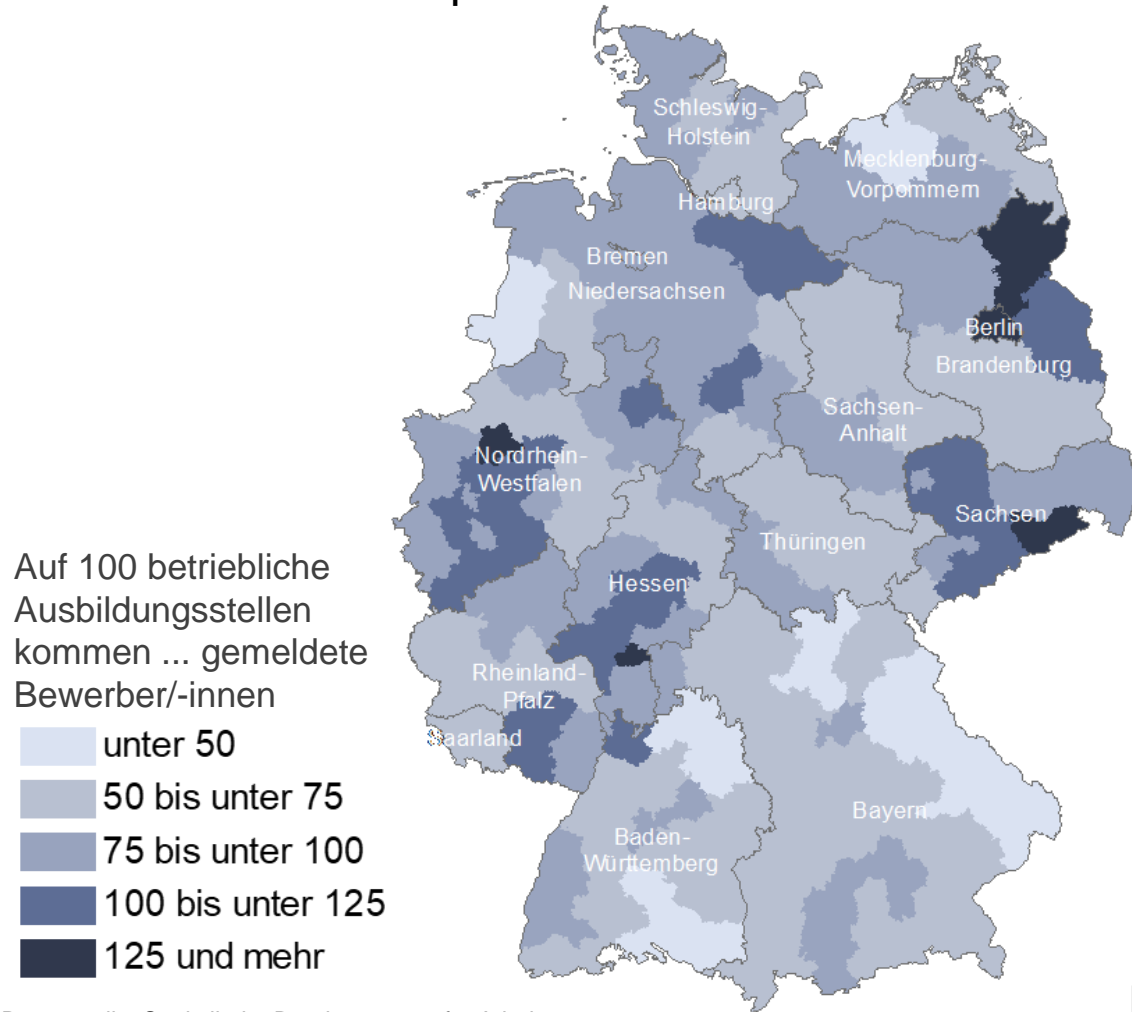 Schleswig-
Holstein
Mecklenburg-
Vorpommern
Hamburg
Bremen
Niedersachsen
Berlin
Brandenburg
Sachsen-
Anhalt
Nordrhein-
Westfalen
Sachsen
Thüringen
Hessen
Rheinland-
Pfalz
Saarland
Bayern
Baden-
Württemberg
Auf 100 betriebliche
Ausbildungsstellen
kommen ... gemeldete
Bewerber/-innen
unter 50
50 bis unter 75
75 bis unter 100
100 bis unter 125
125 und mehr